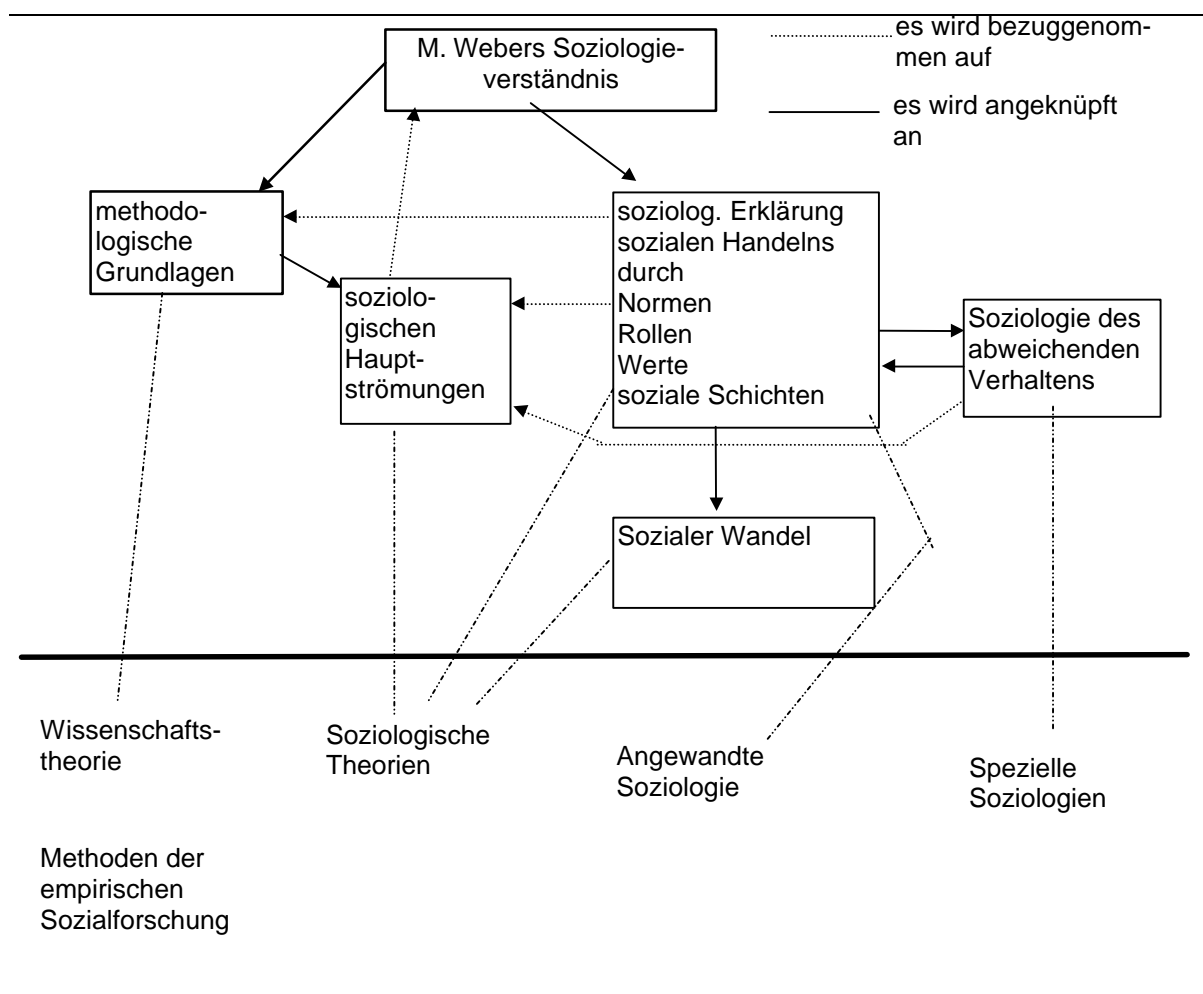 M. Webers Soziologie-
verständnis
es wird bezuggenom-
men auf
es wird angeknüpft
an
methodo-
logische
Grundlagen
soziolo-
gischen
Haupt-
strömungen
soziolog. Erklärung
sozialen Handelns
durch
Normen
Rollen
Werte
soziale Schichten
Soziologie des
abweichenden
Verhaltens
Sozialer Wandel
Wissenschafts-
theorie
Soziologische
Theorien
Angewandte
Soziologie
Spezielle
Soziologien
Methoden der
empirischen
Sozialforschung